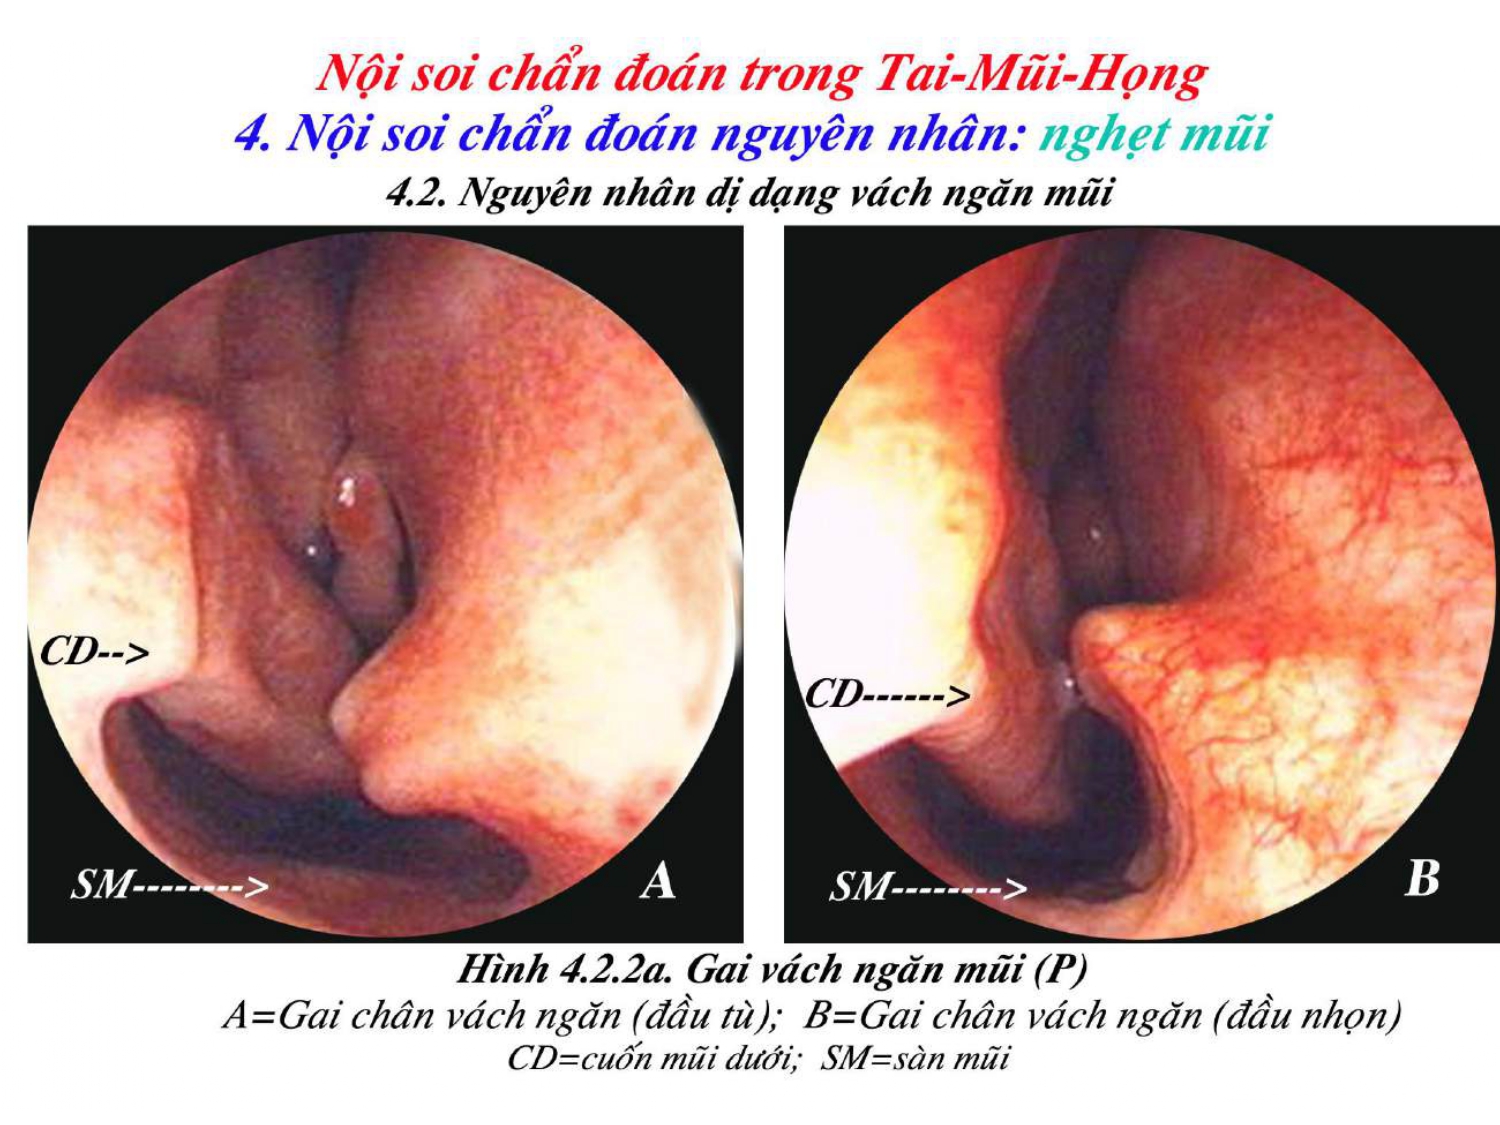 Nội soi chẩn đoán trong Tai-Mũi-Họng
4. Nội soi chẩn đoán nguyên nhân: nghẹt mũi
4.2. Nguyên nhân dị dạng vách ngăn mũi
CD-->
SM-------->
A
CD------>
SM-------->
B
Hình 4.2.2a. Gai vách ngăn mũi (P)
A=Gai chân vách ngăn (đầu tù); B=Gai chân vách ngăn (đầu nhọn)
CD=cuốn mũi dưới; SM=sàn mũi